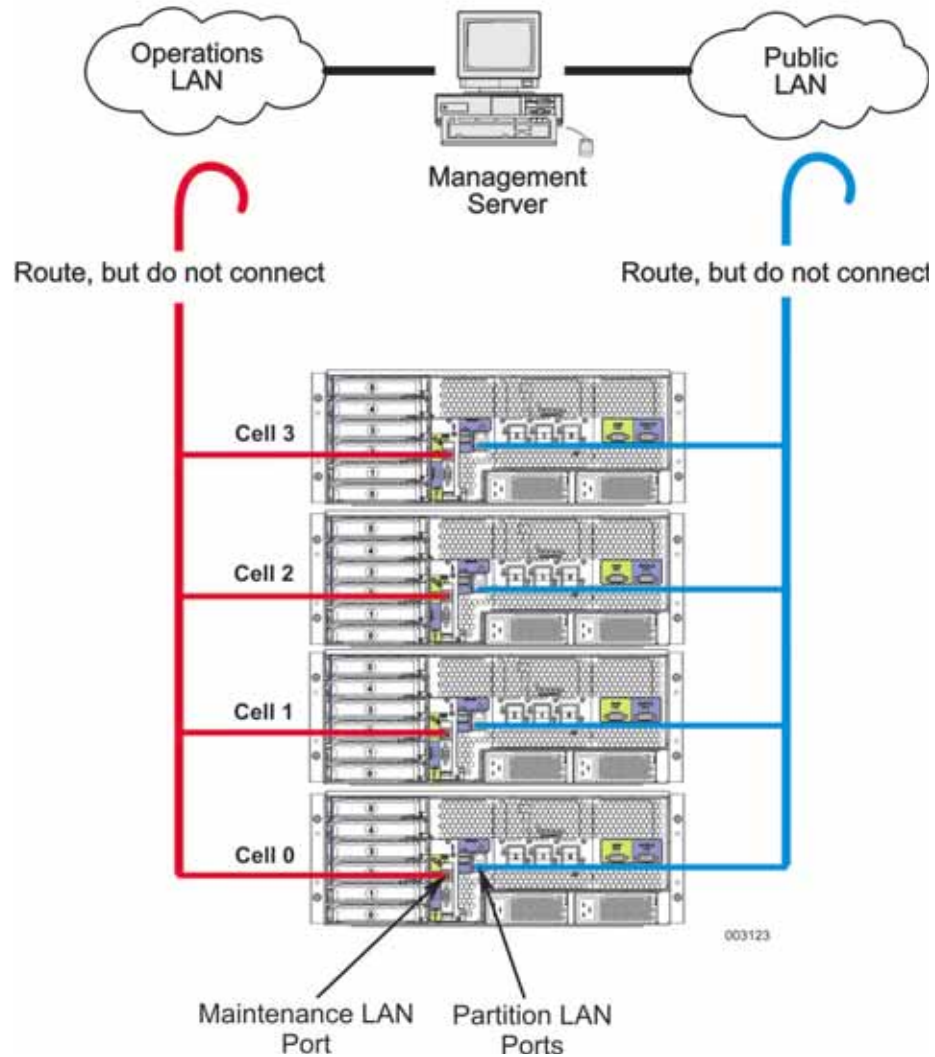 Operations
LAN
Public
LAN
Management
Server
Route, but do not connect
Route, but do not connect
Cell 3
Cell 2
Cell 1
Cell 0
003123
Maintenance LAN
Port
Partition LAN
Ports